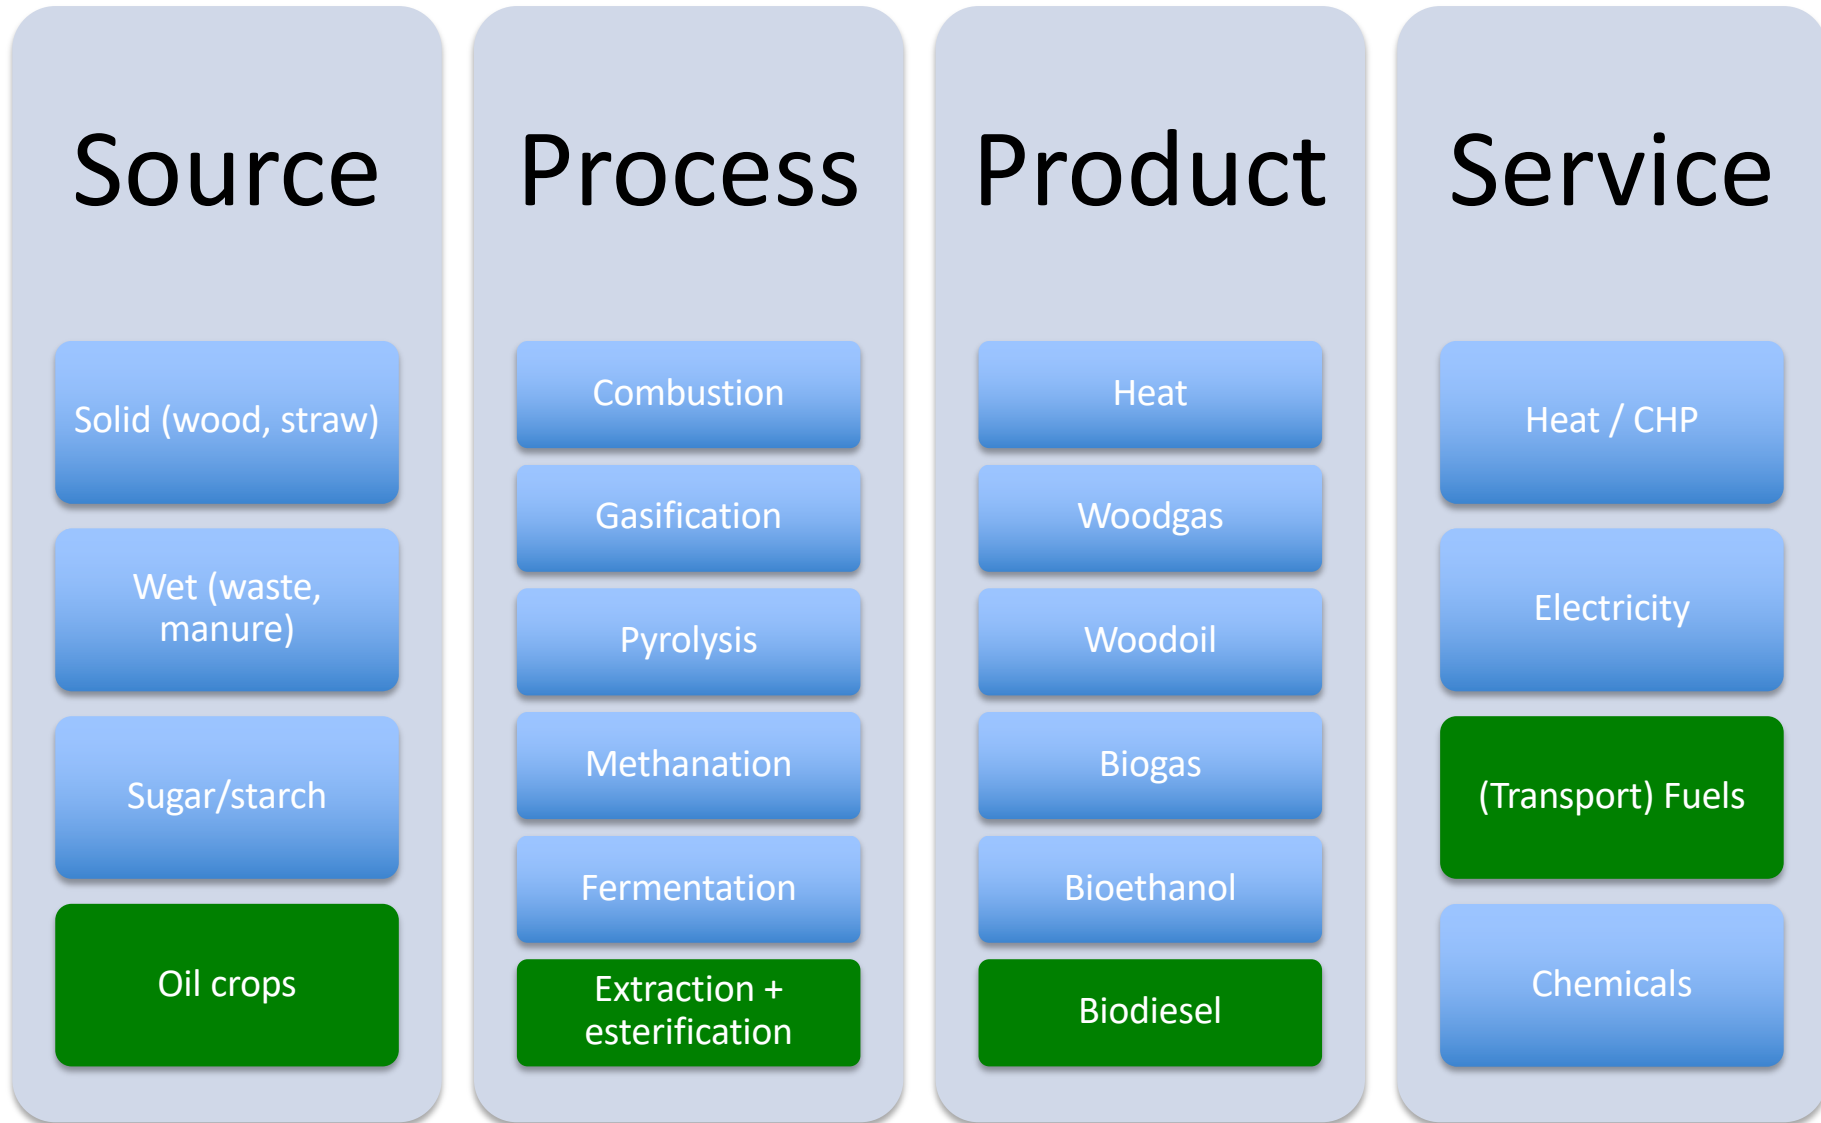 Source
Solid (wood, straw)
Wet (waste,
manure)
Sugar/starch
Oil crops
Process
Combustion
Gasification
Pyrolysis
Methanation
Fermentation
Extraction +
esterification
Product
Heat
Woodgas
Woodoil
Biogas
Bioethanol
Biodiesel
Service
Heat / CHP
Electricity
(Transport) Fuels
Chemicals